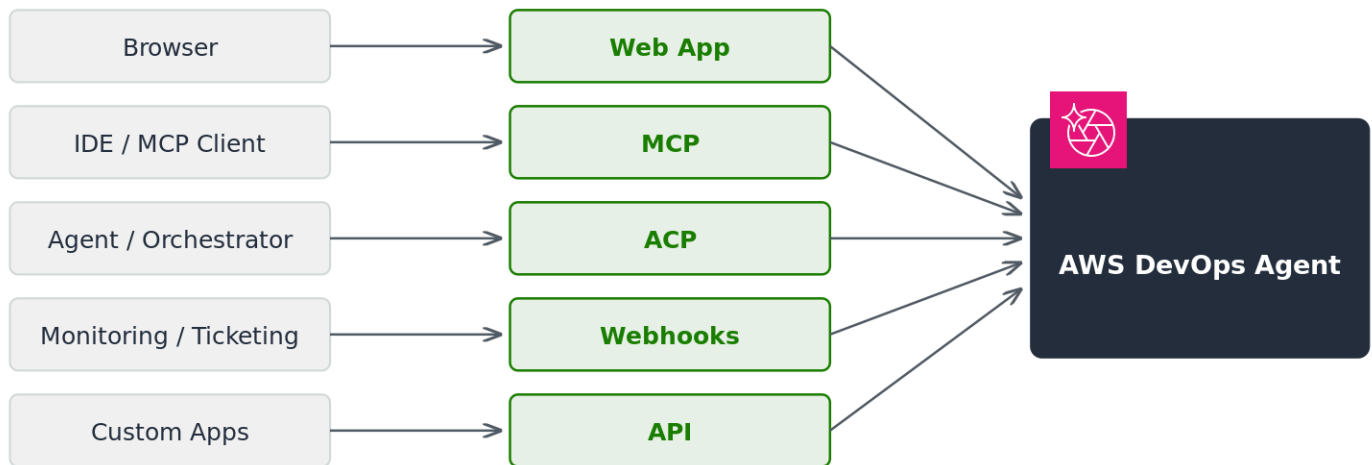 Browser
Web App
IDE / MCP Client
MCP
Agent / Orchestrator
ACP
AWS DevOps Agent
Monitoring / Ticketing
Webhooks
Custom Apps
API